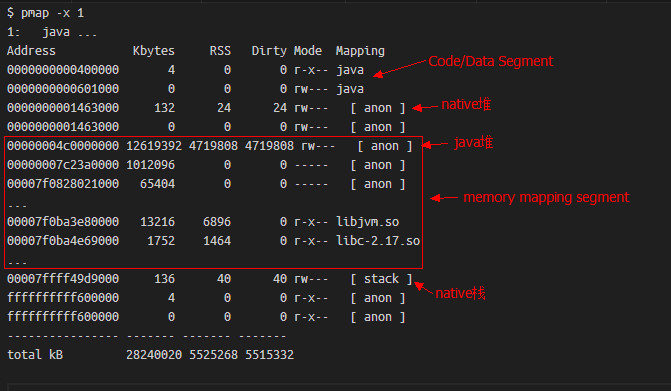 $ pmap -x 1
1:   java ...
Address           Kbytes     RSS   Dirty Mode  Mapping
0000000000400000       4       0       0 r-x-- java
Code/Data Segment
0000000000601000       0       0       0 rw--- java
0000000001463000     132      24      24 rw---   [ anon ]
native堆
0000000001463000       0       0       0 rw---   [ anon ]
00000004c0000000 12619392 4719808 4719808 rw---   [ anon ]
java堆
00000007c23a0000 1012096       0       0 -----   [ anon ]
00007f0828021000   65404       0       0 -----   [ anon ]
memory mapping segment
...
00007f0ba3e80000   13216    6896       0 r-x-- libjvm.so
00007f0ba4e69000    1752    1464       0 r-x-- libc-2.17.so
...
00007ffff49d9000     136      40      40 rw---   [ stack ]
native栈
ffffffffff600000       4       0       0 r-x--   [ anon ]
ffffffffff600000       0       0       0 r-x--   [ anon ]
---------------- ------- ------- -------
total kB         28240020 5525268 5515332